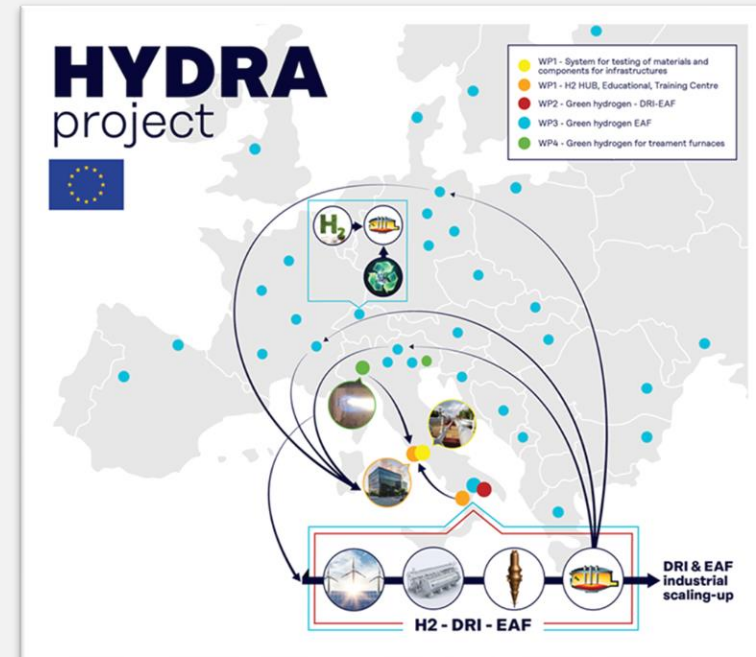 HYDRA
project
WP1 - System for testing of materials and
components for infrastructures
WP1 - H2 HUB, Educational, Training Centre
WP2 - Green hydrogen - DRI-EAF
WP3 - Green hydrogen EAF
WP4 - Green hydrogen for treament furnaces
H2
DRI & EAF
industrial
scaling-up
H2 - DRI - EAF